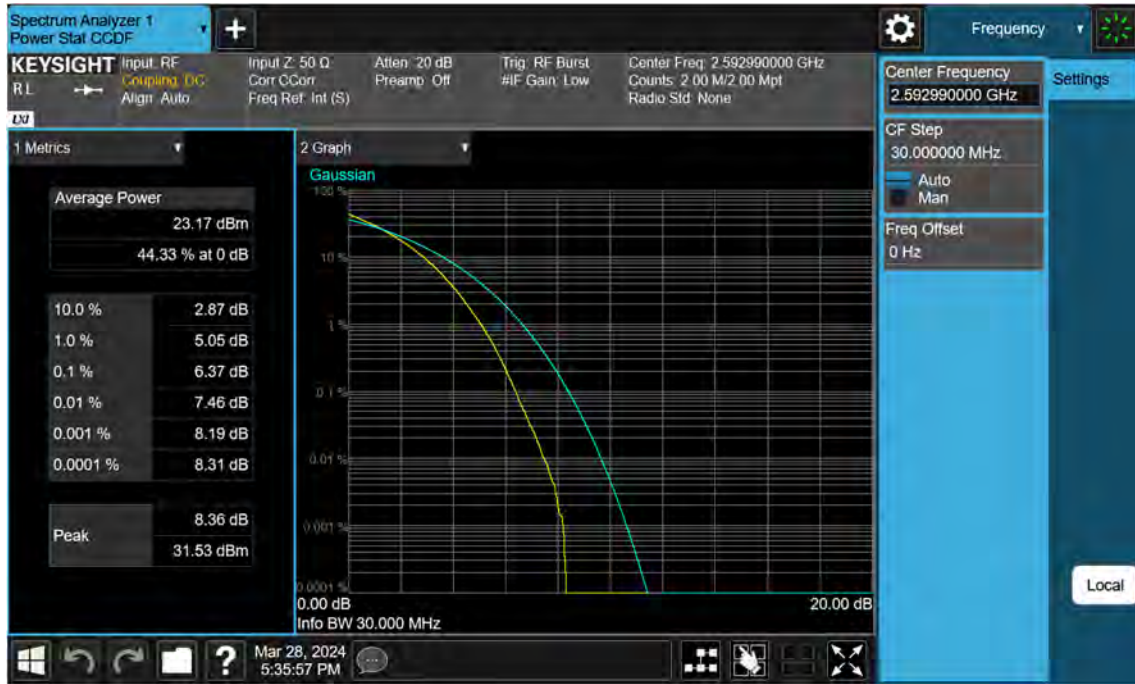 Spectrum Analyzer 1
Power Stat CCDF
+
Frequency
KEYSIGHT
R L
LXI
Input: RF
Coupling: DC
Align: Auto
Input Z: 50 Ω
Corr CCorr
Freq Ref: Int (S)
Atten: 20 dB
Preamp: Off
Trig: RF Burst
#IF Gain: Low
Center Freq: 2.592990000 GHz
Counts: 2.00 M/2.00 Mpt
Radio Std: None
1 Metrics
Average Power
23.17 dBm
44.33 % at 0 dB
10.0 % 2.87 dB
1.0 % 5.05 dB
0.1 % 6.37 dB
0.01 % 7.46 dB
0.001 % 8.19 dB
0.0001 % 8.31 dB
Peak
8.36 dB
31.53 dBm
2 Graph
Gaussian
100 %
10 %
1 %
0.1 %
0.01 %
0.001 %
0.0001 %
0.00 dB 20.00 dB
Info BW 30.000 MHz
Center Frequency
2.592990000 GHz
Settings
CF Step
30.000000 MHz
Auto
Man
Freq Offset
0 Hz
Local
?
Mar 28, 2024
5:35:57 PM